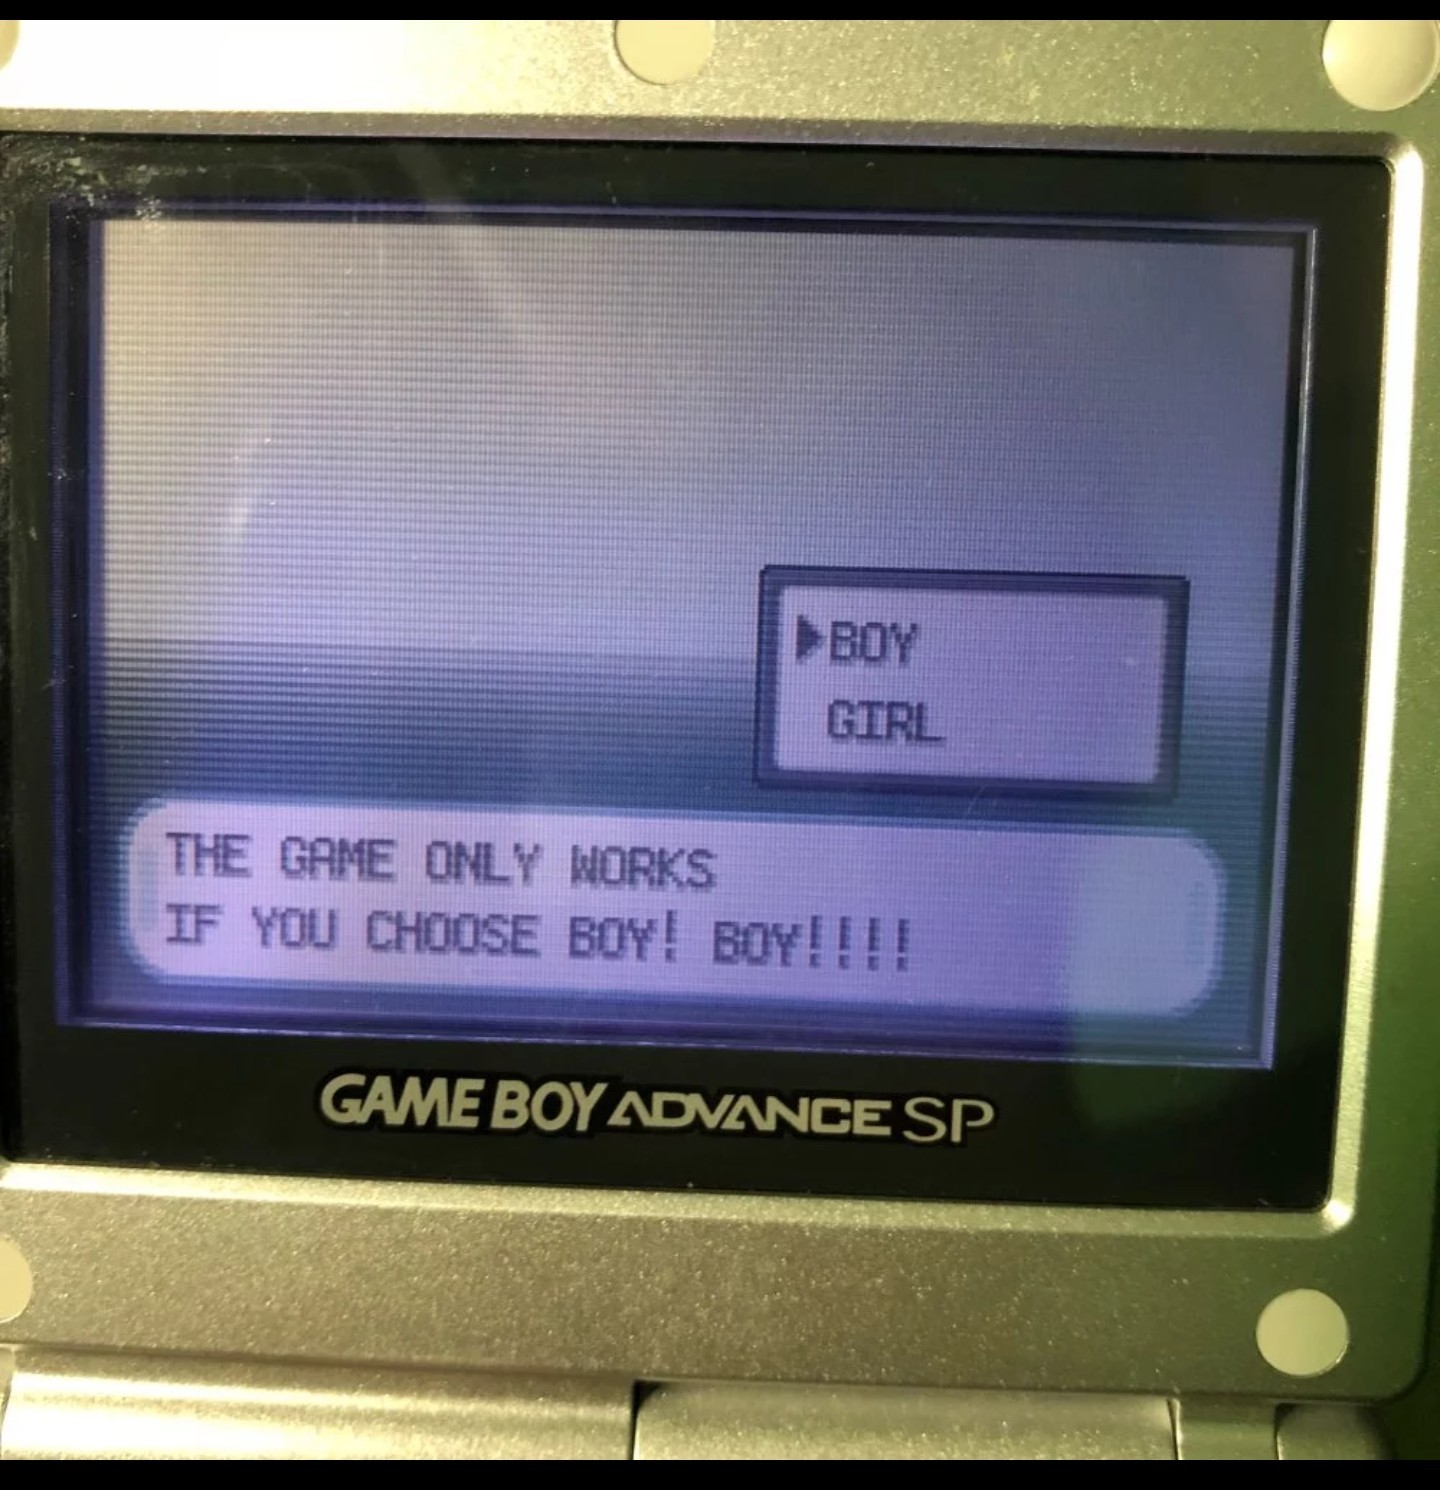 BOY
GIRL
THE GAME ONLY WORKS
IF YOU CHOOSE BOY! BOY!!!!
GAME BOY ADVANCE SP